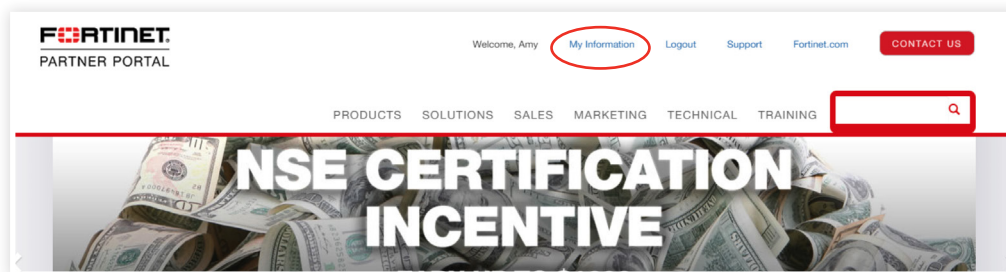 FORTINET
PARTNER PORTAL
Welcome, Amy My Information Logout Support Fortinet.com CONTACT US
PRODUCTS SOLUTIONS SALES MARKETING TECHNICAL TRAINING
NSE CERTIFICATION
INCENTIVE